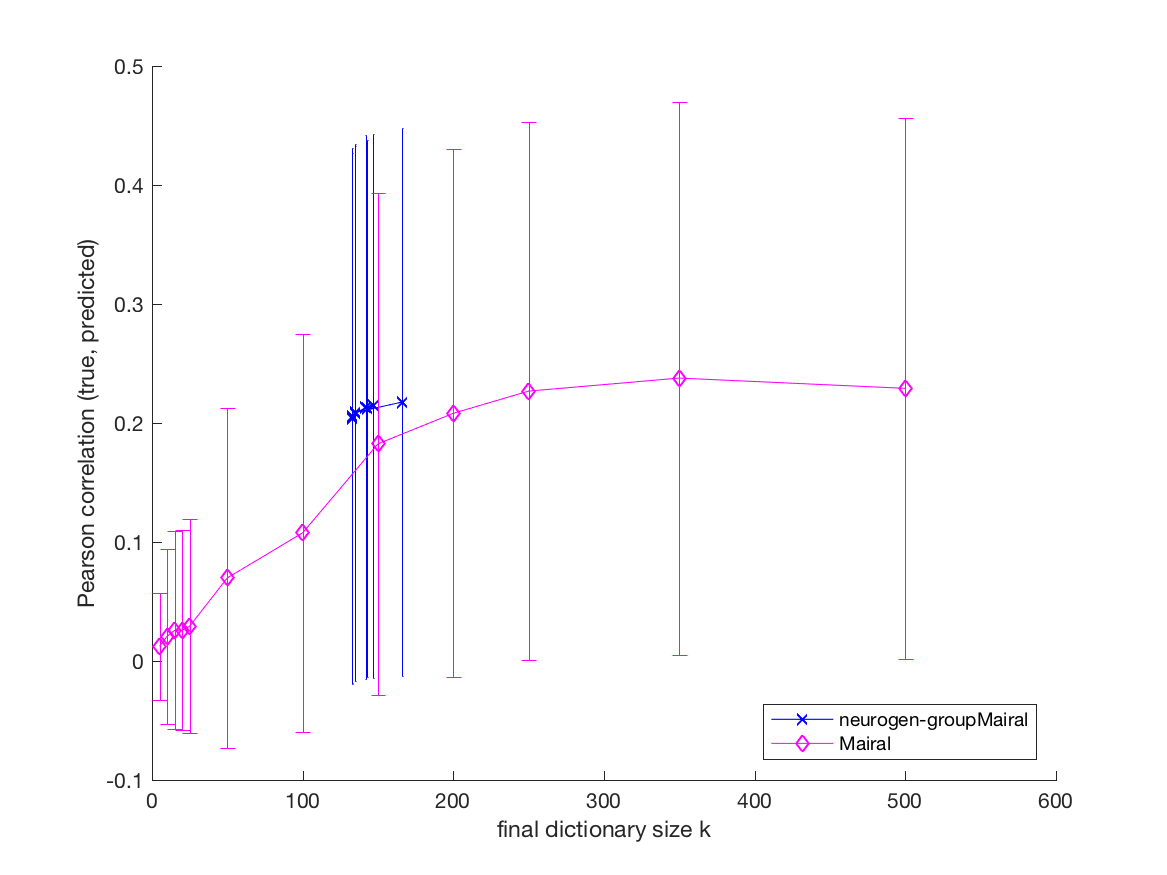 0.5
0.4
0.3
0.2
0.1
0
-0.1
Pearson correlation (true, predicted)
0 100 200 300 400 500 600
final dictionary size k
neurogen-groupMairal
Mairal